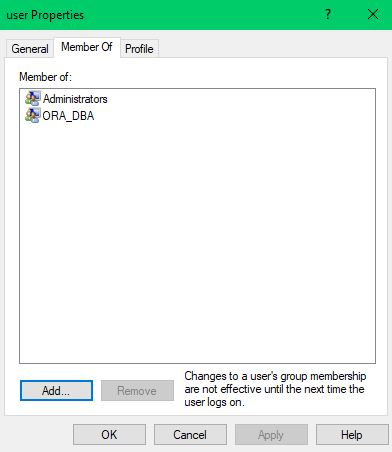 user Properties
?
General Member Of Profile
Member of:
Administrators
ORA_DBA
Add... Remove
Changes to a user's group membership
are not effective until the next time the
user logs on.
OK Cancel Apply Help